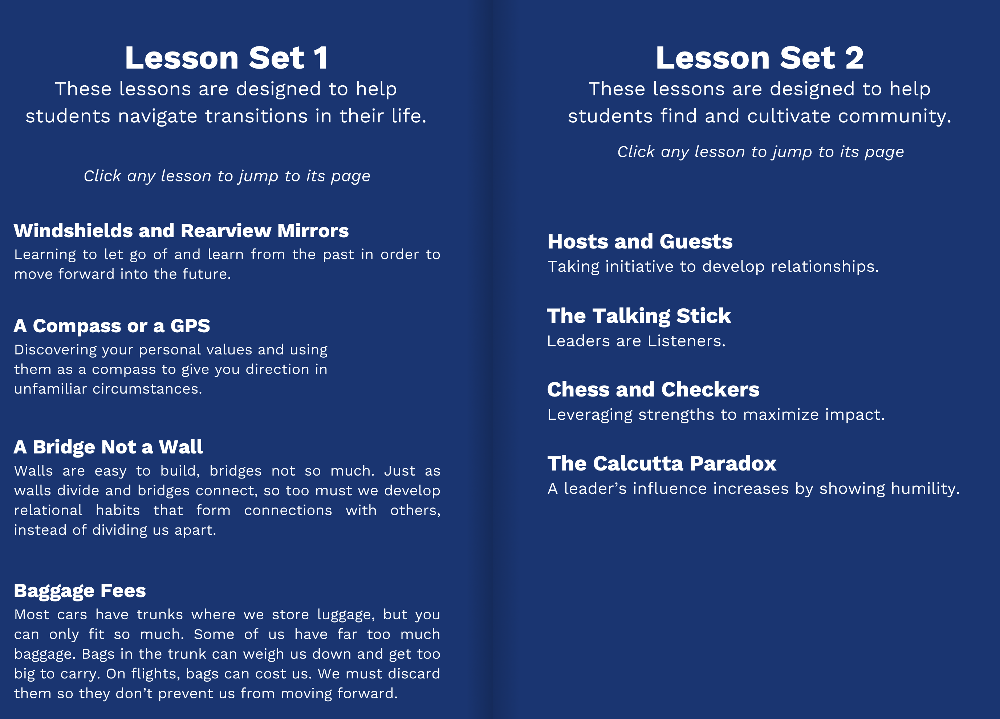 Lesson Set 1
These lessons are designed to help
students navigate transitions in their life.
Click any lesson to jump to its page
Windshields and Rearview Mirrors
Learning to let go of and learn from the past in order to
move forward into the future.
A Compass or a GPS
Discovering your personal values and using
them as a compass to give you direction in
unfamiliar circumstances.
A Bridge Not a Wall
Walls are easy to build, bridges not so much. Just as
walls divide and bridges connect, so too must we develop
relational habits that form connections with others,
instead of dividing us apart.
Baggage Fees
Most cars have trunks where we store luggage, but you
can only fit so much. Some of us have far too much
baggage. Bags in the trunk can weigh us down and get too
big to carry. On flights, bags can cost us. We must discard
them so they don’t prevent us from moving forward.
Lesson Set 2
These lessons are designed to help
students find and cultivate community.
Click any lesson to jump to its page
Hosts and Guests
Taking initiative to develop relationships.
The Talking Stick
Leaders are Listeners.
Chess and Checkers
Leveraging strengths to maximize impact.
The Calcutta Paradox
A leader’s influence increases by showing humility.